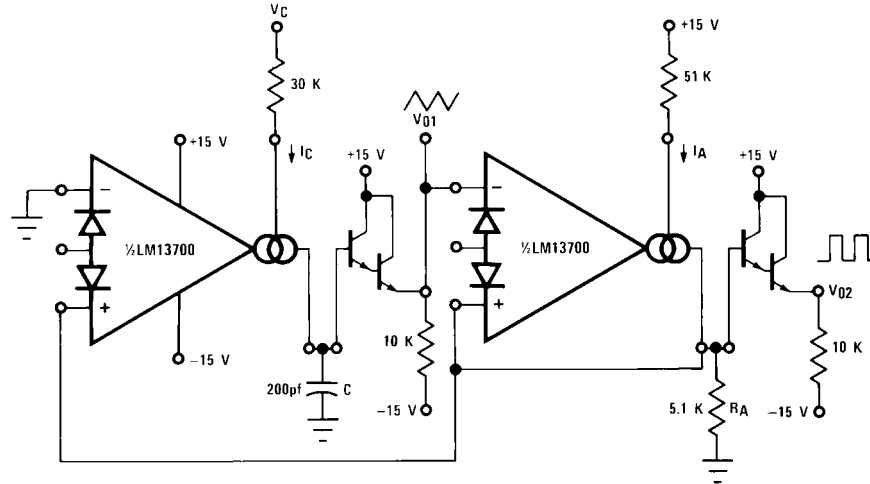 VC
30 K
IC
+15 V
−
½LM13700
+
−15 V
200pf
C
+15 V
V01
10 K
−15 V
+15 V
51 K
IA
−
½LM13700
+
+15 V
V02
10 K
−15 V
5.1 K
RA